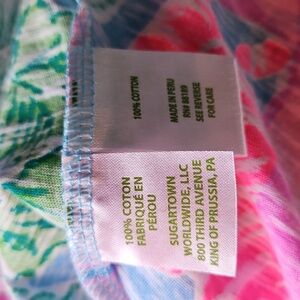 100% COTTON
MADE IN PERU
RN# 88189
SEE REVERSE
FOR CARE
100% COTON
FABRIQUÉ EN
PÉROU
SUGARTOWN
WORLDWIDE, LLC
800 THIRD AVENUE
KING OF PRUSSIA, PA